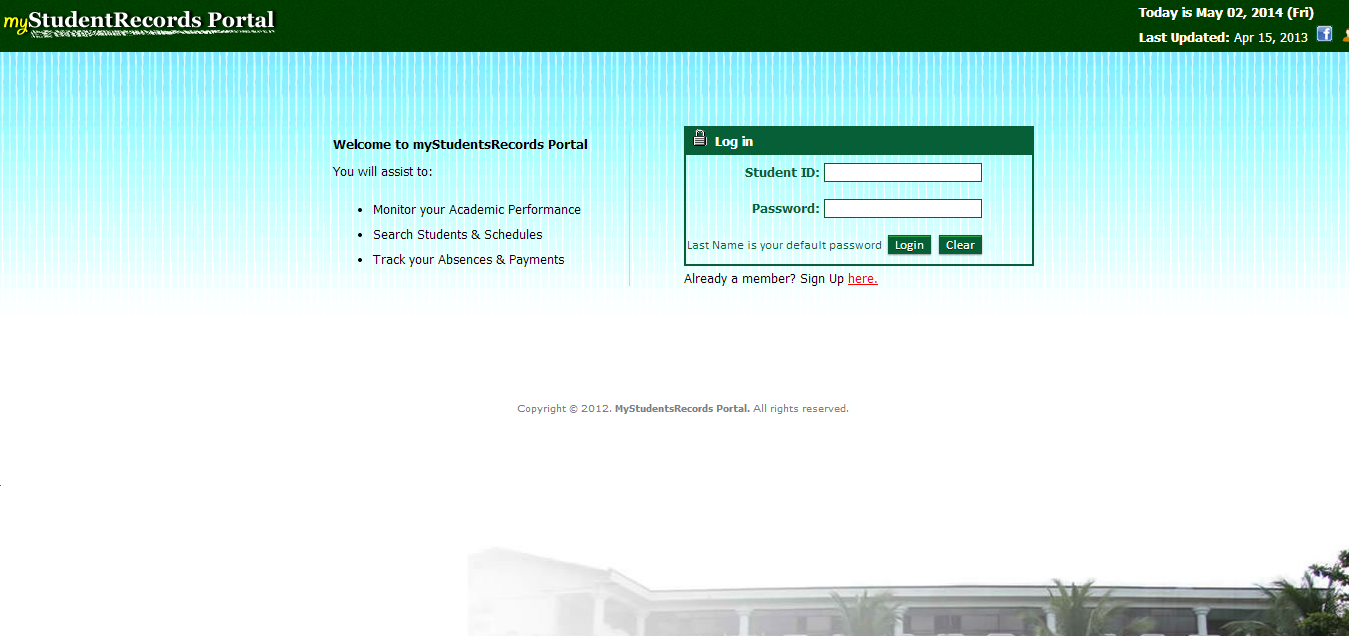 myStudentRecords Portal
Today is May 02, 2014 (Fri)
Last Updated: Apr 15, 2013
Welcome to myStudentsRecords Portal
You will assist to:
• Monitor your Academic Performance
• Search Students & Schedules
• Track your Absences & Payments
Log in
Student ID:
Password:
Last Name is your default password Login Clear
Already a member? Sign Up here.
Copyright © 2012. MyStudentsRecords Portal. All rights reserved.